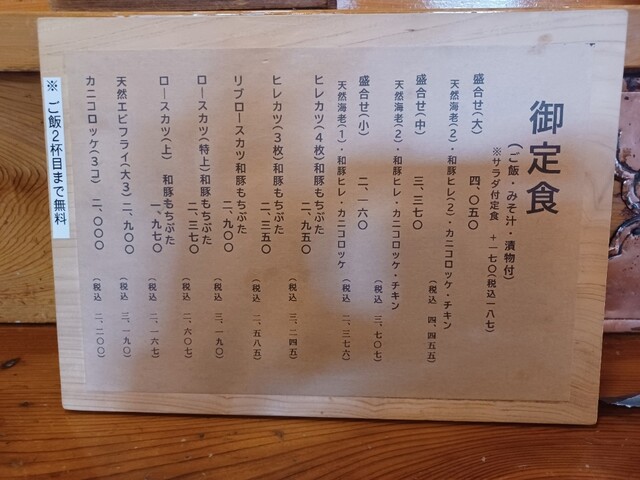 御定食
(ご飯・みそ汁・漬物付)
※サラダ付定食 +一七〇(税込一八七)
盛合せ(大) 四、〇五〇 (税込 四、四五五)
天然海老(2)・和豚ヒレ(2)・カニコロッケ・チキン
盛合せ(中) 三、三七〇 (税込 三、七〇七)
天然海老(2)・和豚ヒレ・カニコロッケ・チキン
盛合せ(小) 二、一六〇 (税込 二、三七六)
天然海老(1)・和豚ヒレ・カニコロッケ
ヒレカツ(4枚)和豚もちぶた 二、九五〇 (税込 三、二四五)
ヒレカツ(3枚)和豚もちぶた 二、三五〇 (税込 二、五八五)
リブロースカツ和豚もちぶた 二、九〇〇 (税込 三、一九〇)
ロースカツ(特上)和豚もちぶた 二、三七〇 (税込 二、六〇七)
ロースカツ(上) 和豚もちぶた 一、九七〇 (税込 二、一六七)
天然エビフライ(大3) 二、九〇〇 (税込 三、一九〇)
カニコロッケ(3コ) 二、〇〇〇 (税込 二、二〇〇)
※ご飯2杯目まで無料